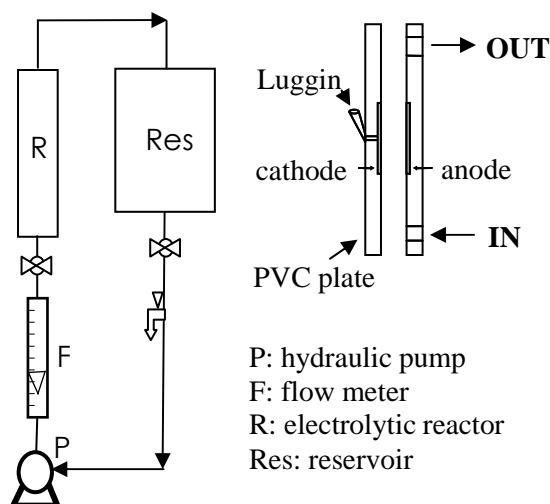 R
Res
F
P
Luggin
OUT
cathode
anode
IN
PVC plate
P: hydraulic pump
F: flow meter
R: electrolytic reactor
Res: reservoir